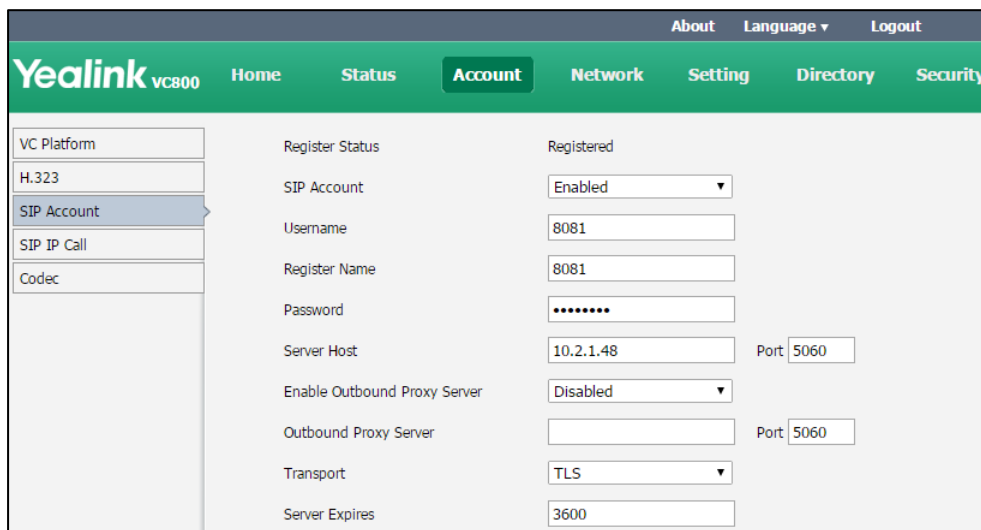 About Language ▾ Logout
Yealink VC800 Home Status Account Network Setting Directory Security
VC Platform
H.323
SIP Account
SIP IP Call
Codec
Register Status Registered
SIP Account Enabled
Username 8081
Register Name 8081
Password ••••••••
Server Host 10.2.1.48 Port 5060
Enable Outbound Proxy Server Disabled
Outbound Proxy Server Port 5060
Transport TLS
Server Expires 3600